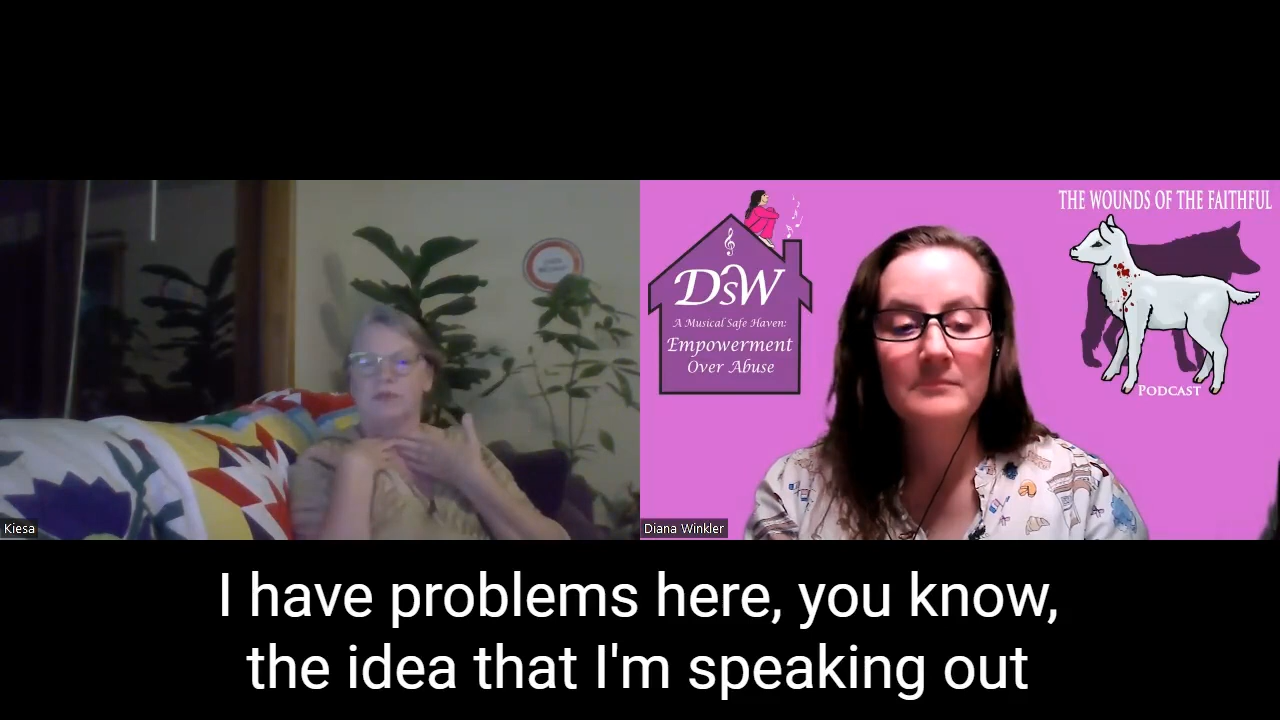 THE WOUNDS OF THE FAITHFUL
DSW
A Musical Safe Haven:
Empowerment
Over Abuse
PODCAST
Kiesa
Diana Winkler
I have problems here, you know,
the idea that I'm speaking out